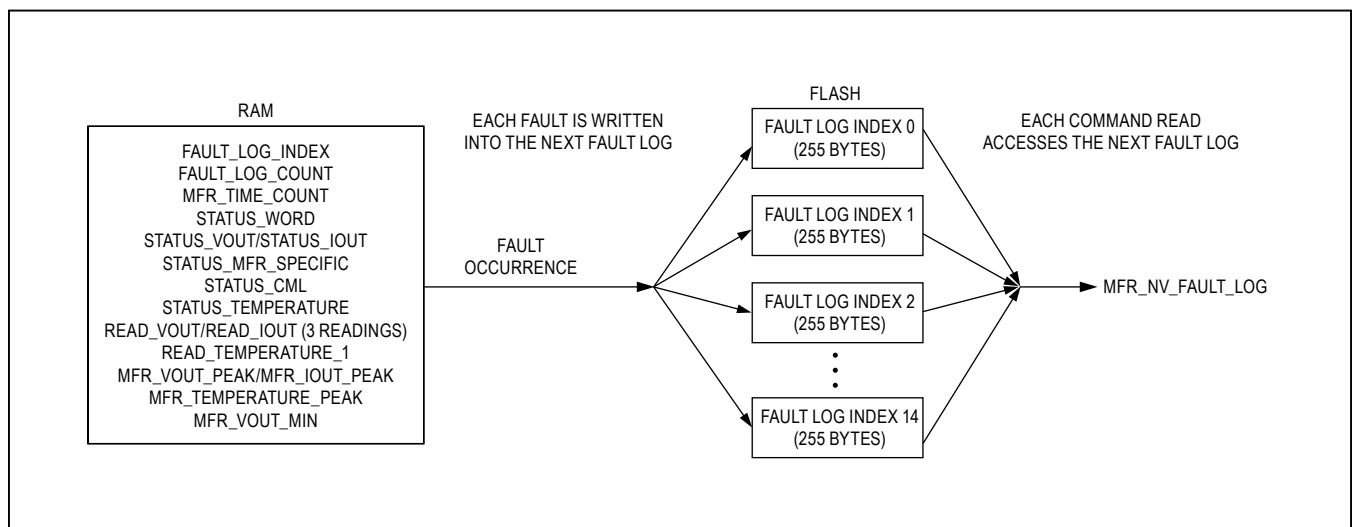 RAM
FAULT_LOG_INDEX
FAULT_LOG_COUNT
MFR_TIME_COUNT
STATUS_WORD
STATUS_VOUT/STATUS_IOUT
STATUS_MFR_SPECIFIC
STATUS_CML
STATUS_TEMPERATURE
READ_VOUT/READ_IOUT (3 READINGS)
READ_TEMPERATURE_1
MFR_VOUT_PEAK/MFR_IOUT_PEAK
MFR_TEMPERATURE_PEAK
MFR_VOUT_MIN
EACH FAULT IS WRITTEN
INTO THE NEXT FAULT LOG
FAULT
OCCURRENCE
FLASH
FAULT LOG INDEX 0
(255 BYTES)
FAULT LOG INDEX 1
(255 BYTES)
FAULT LOG INDEX 2
(255 BYTES)
FAULT LOG INDEX 14
(255 BYTES)
EACH COMMAND READ
ACCESSES THE NEXT FAULT LOG
MFR_NV_FAULT_LOG